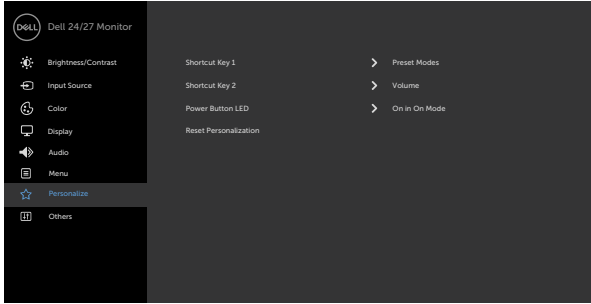 DELL Dell 24/27 Monitor
Brightness/Contrast Shortcut Key 1 Preset Modes
Input Source Shortcut Key 2 Volume
Color Power Button LED On in On Mode
Display Reset Personalization
Audio
Menu
Personalize
Others